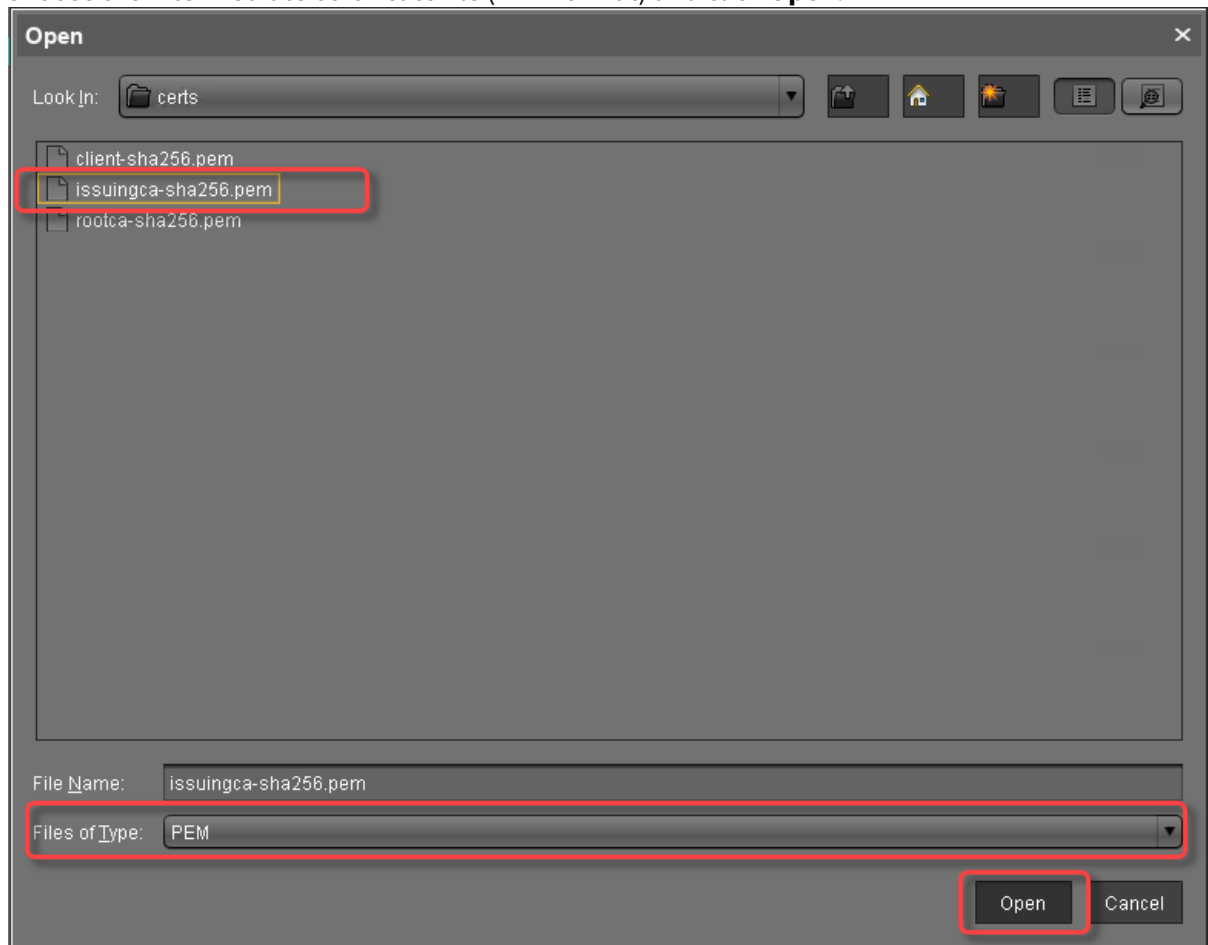 Open
Look In: certs
client-sha256.pem
issuingca-sha256.pem
rootca-sha256.pem
File Name: issuingca-sha256.pem
Files of Type: PEM
Open Cancel